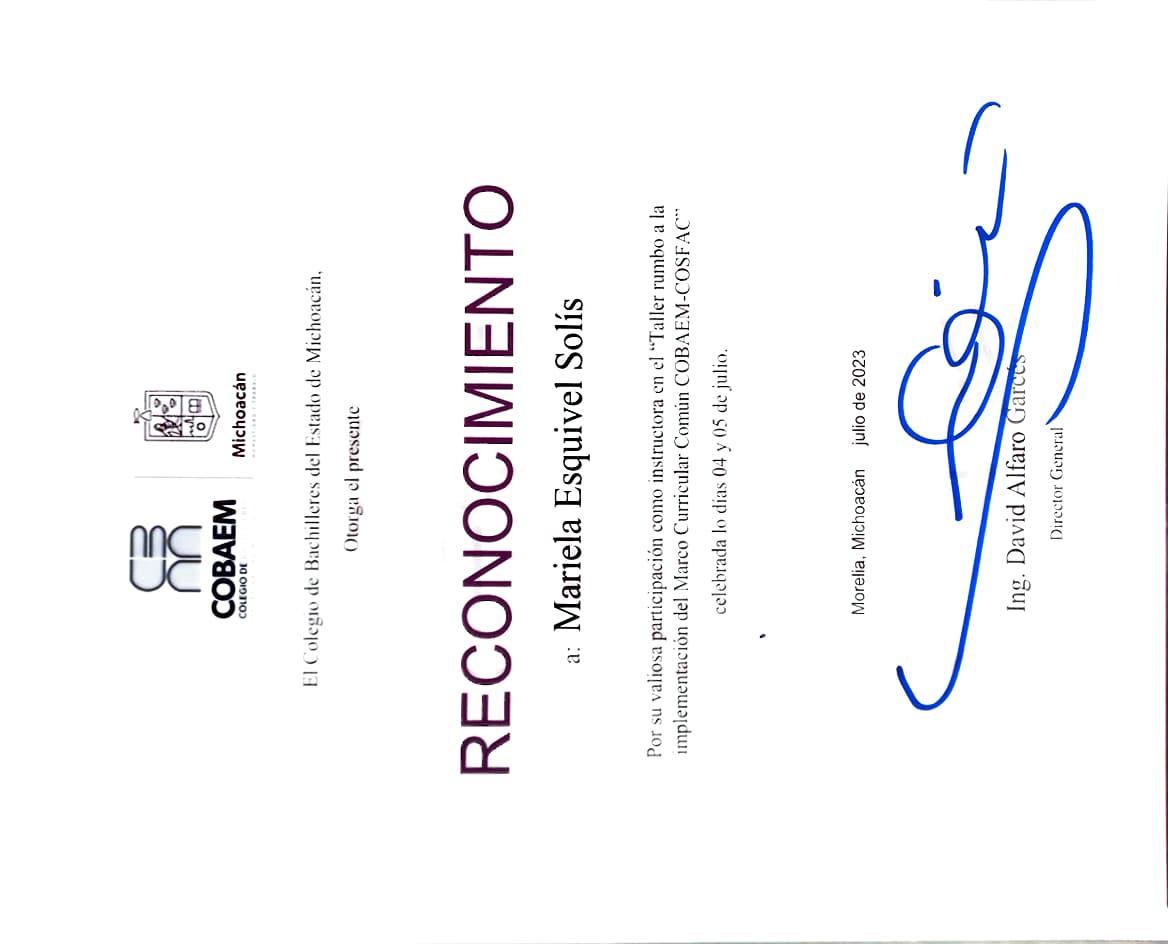 COBAEM
COLEGIO DE
Michoacán
El Colegio de Bachilleres del Estado de Michoacán,
Otorga el presente
RECONOCIMIENTO
a: Mariela Esquivel Solís
Por su valiosa participación como instructora en el “Taller rumbo a la
implementación del Marco Curricular Común COBAEM-COSFAC”
celebrada lo días 04 y 05 de julio.
Morelia, Michoacán julio de 2023
Ing. David Alfaro Garcés
Director General